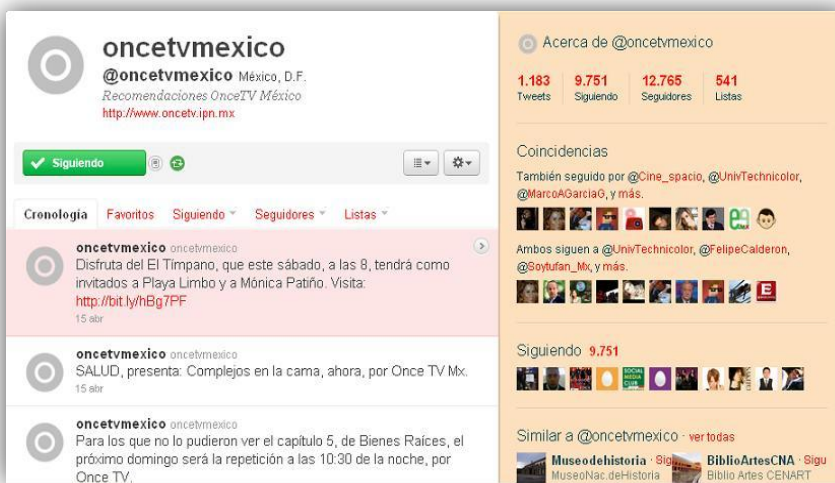 oncetvmexico
@oncetvmexico México, D.F.
Recomendaciones OnceTV México
http://www.oncetv.ipn.mx
Siguiendo
Cronología Favoritos Siguiendo Seguidores Listas
oncetvmexico oncetvmexico
Disfruta del El Tímpano, que este sábado, a las 8, tendrá como
invitados a Playa Limbo y a Mónica Patiño. Visita:
http://bit.ly/hBg7PF
15 abr
oncetvmexico oncetvmexico
SALUD, presenta: Complejos en la cama, ahora, por Once TV Mx.
15 abr
oncetvmexico oncetvmexico
Para los que no lo pudieron ver el capítulo 5, de Bienes Raíces, el
próximo domingo será la repetición a las 10:30 de la noche, por
Once TV.
Acerca de @oncetvmexico
1.183 9.751 12.765 541
Tweets Siguiendo Seguidores Listas
Coincidencias
También seguido por @Cine_spacio, @UnivTechnicolor,
@MarcoAGarciaG, y más.
Ambos siguen a @UnivTechnicolor, @FelipeCalderon,
@Soytufan_Mx, y más.
Siguiendo 9.751
SOCIAL
MEDIA
CLUB
Similar a @oncetvmexico · ver todas
Museodehistoria · Sig BiblioArtesCNA · Sigu
MuseoNac.deHistoria Biblio Artes CENART